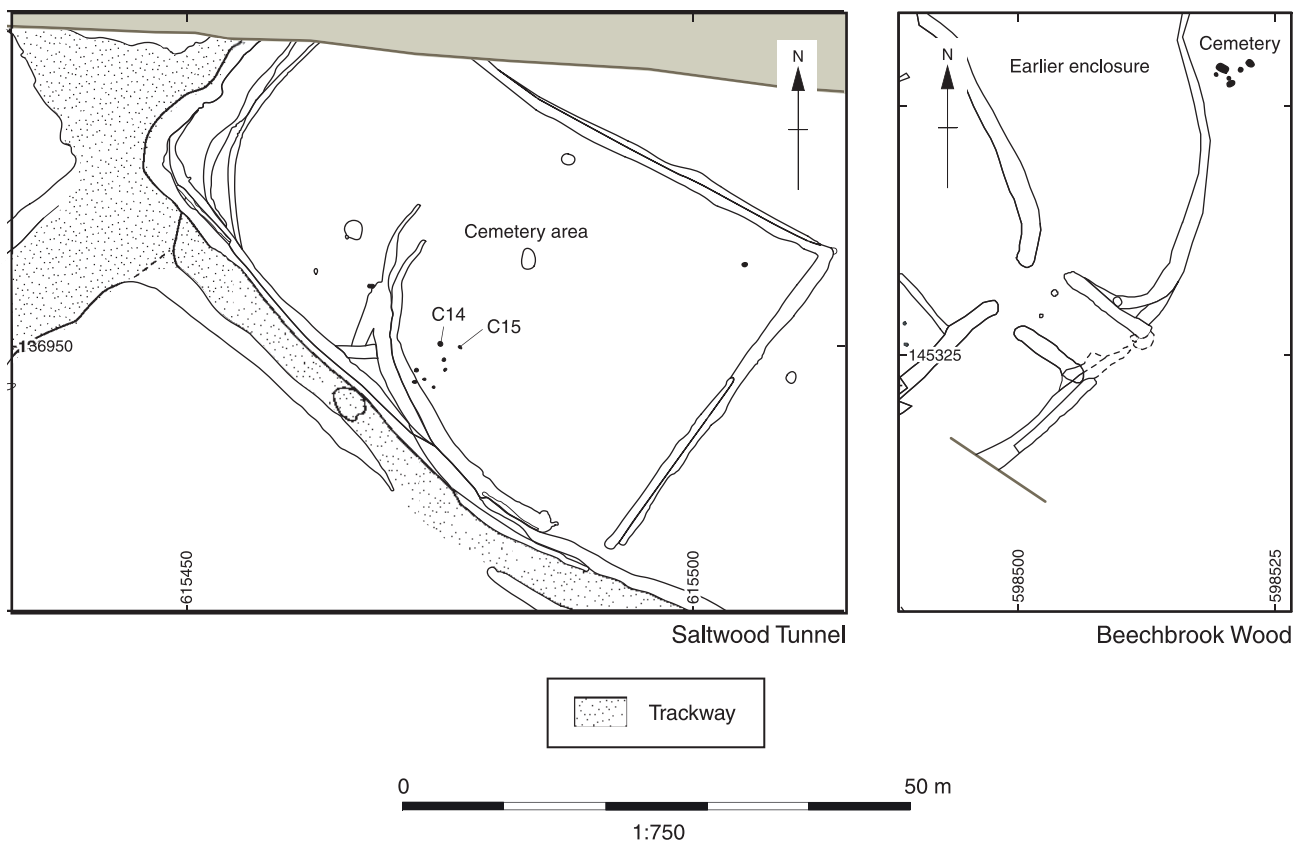 N
Cemetery area
C14
C15
136950
615450
615500
Saltwood Tunnel
Cemetery
Earlier enclosure
N
145325
598500
598525
Beechbrook Wood
Trackway
0
50 m
1:750